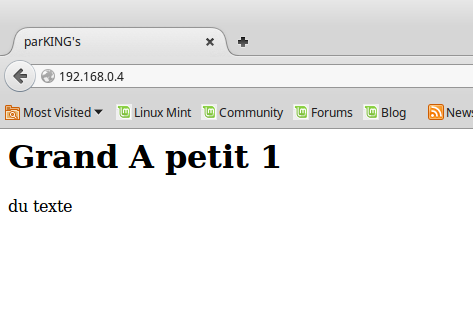 parKING's
192.168.0.4
Most Visited Linux Mint Community Forums Blog News
Grand A petit 1
du texte